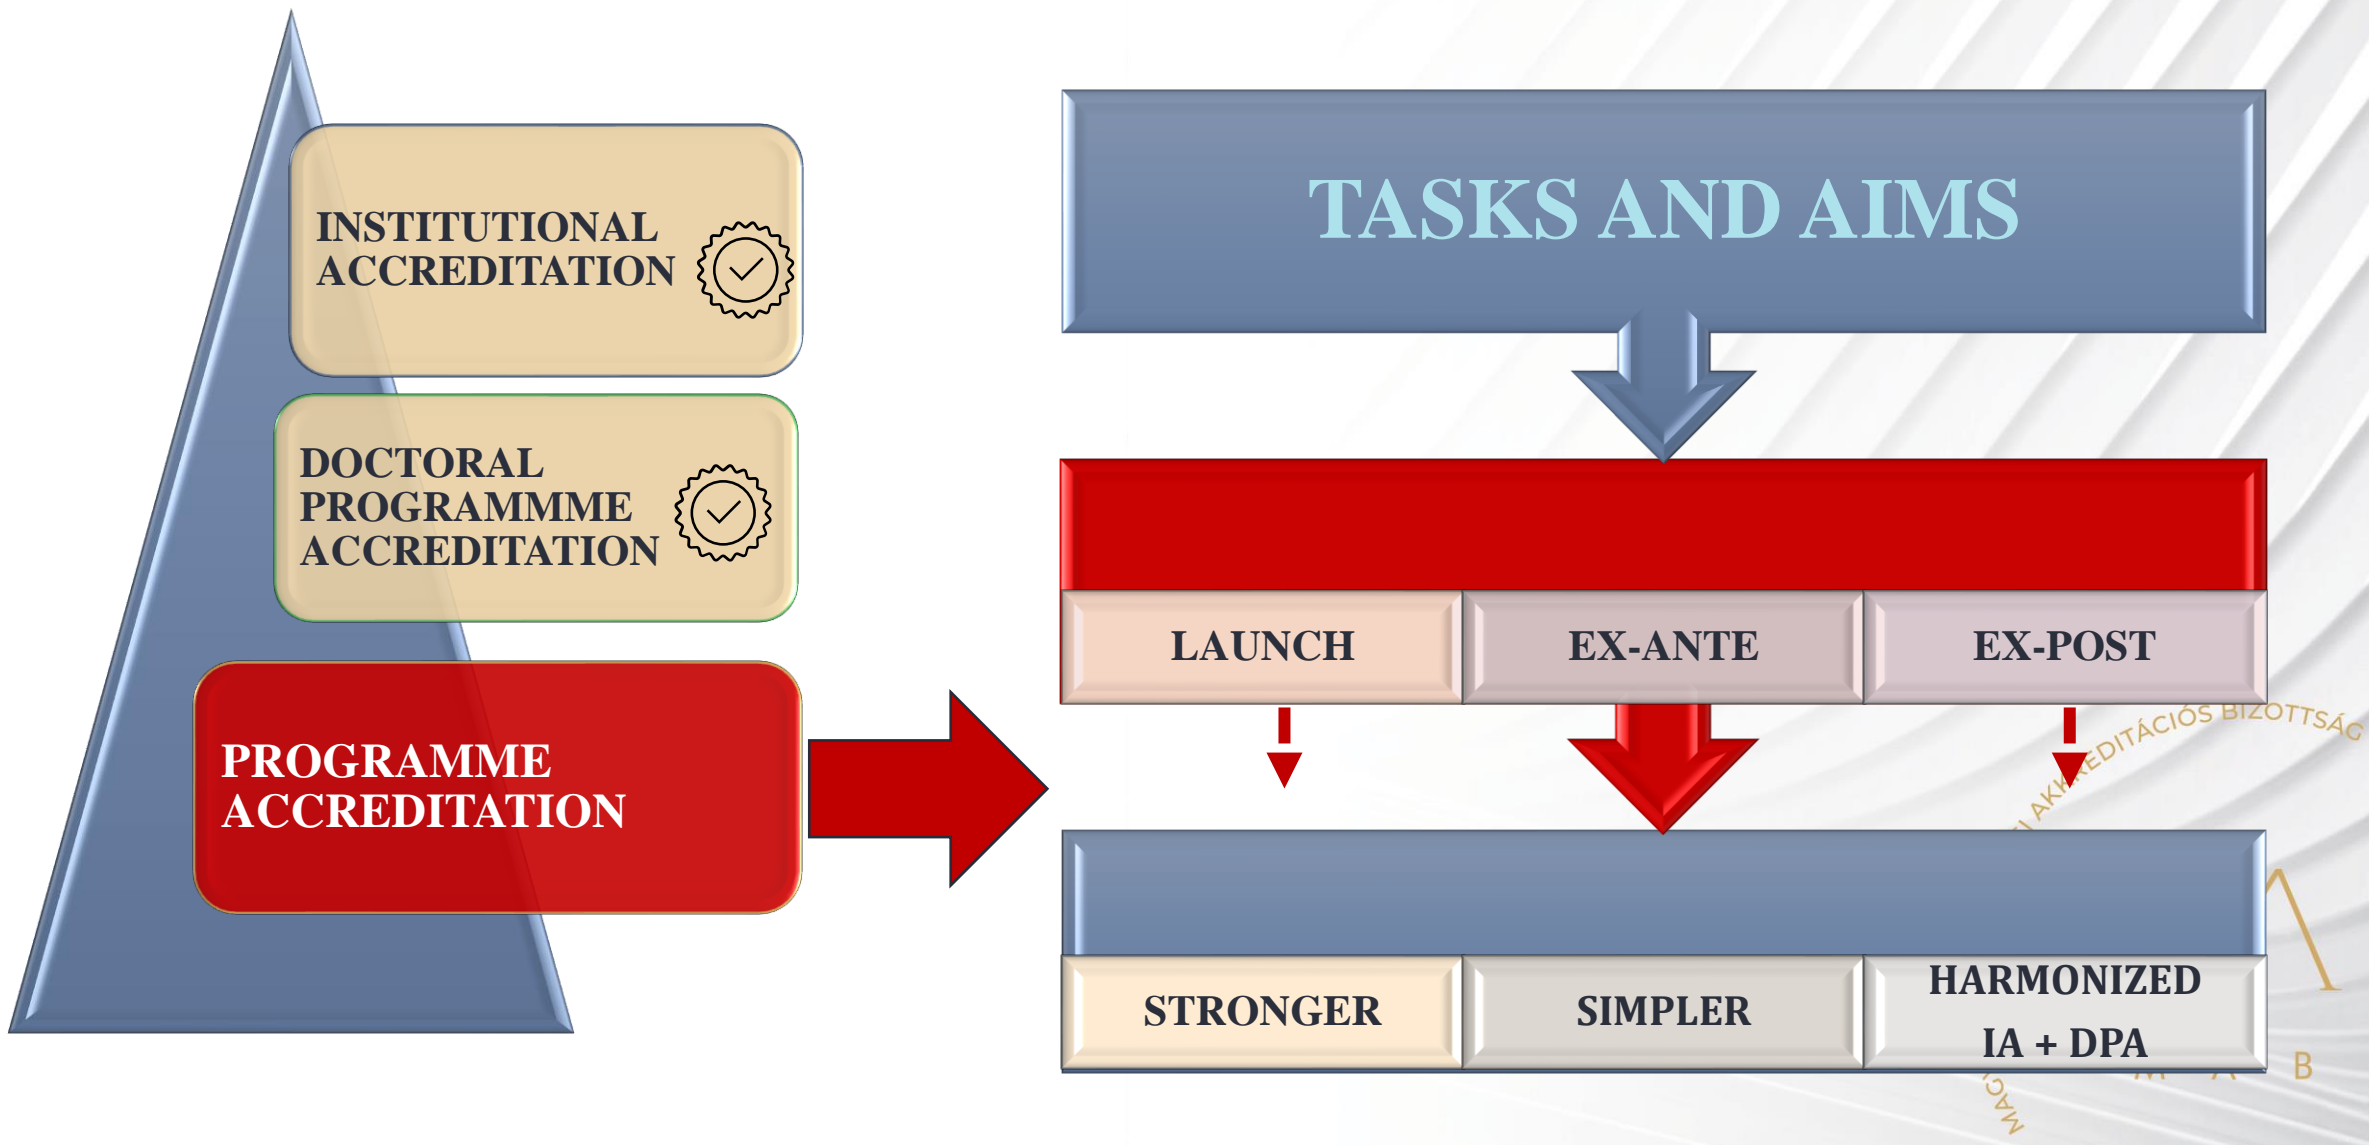 INSTITUTIONAL
ACCREDITATION
DOCTORAL
PROGRAMMME
ACCREDITATION
PROGRAMME
ACCREDITATION
TASKS AND AIMS
LAUNCH
EX-ANTE
EX-POST
STRONGER
SIMPLER
HARMONIZED
IA + DPA
BIZOTTSÁG
B